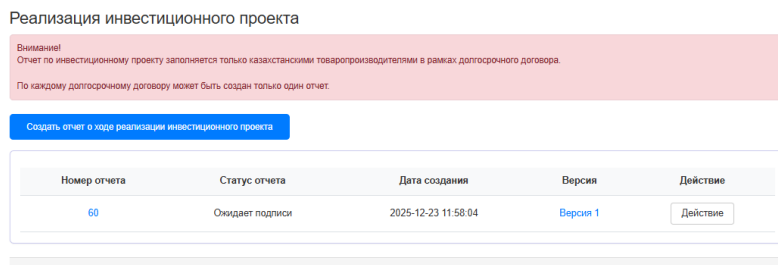 Реализация инвестиционного проекта
Внимание!
Отчет по инвестиционному проекту заполняется только казахстанскими товаропроизводителями в рамках долгосрочного договора.
По каждому долгосрочному договору может быть создан только один отчет.
Создать отчет о ходе реализации инвестиционного проекта
Номер отчета Статус отчета Дата создания Версия Действие
60 Ожидает подписи 2025-12-23 11:58:04 Версия 1 Действие